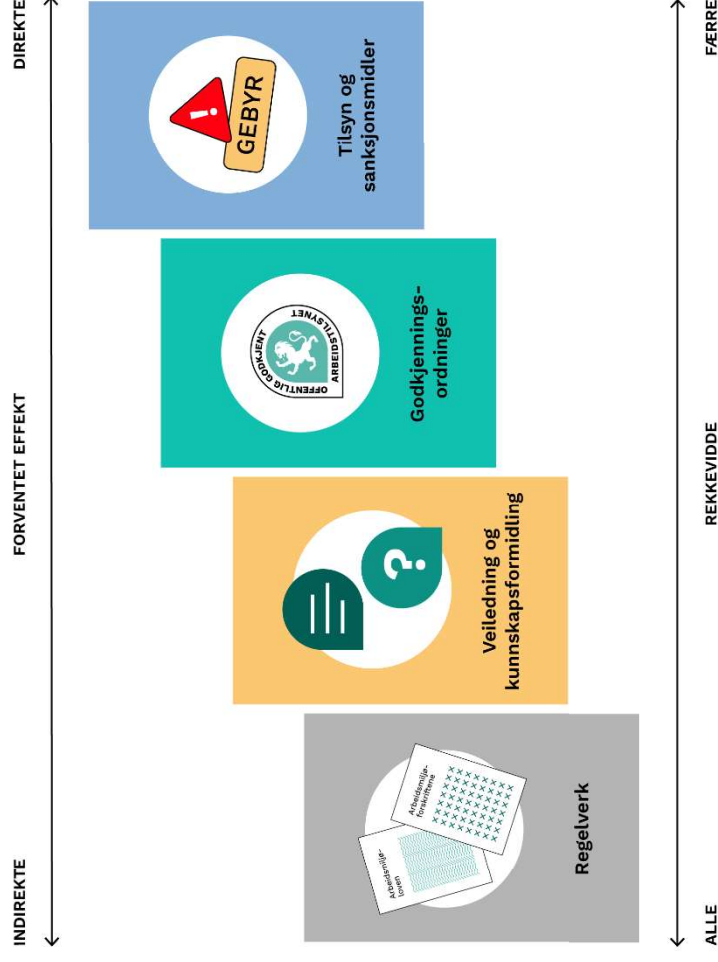 INDIREKTE
FORVENTET EFFEKT
DIREKTE
Arbeidsmiljø-
loven
Arbeidsmiljø-
forskriftene
Regelverk
?
Veiledning og
kunnskapsformidling
OFFENTLIG GODKJENT
ARBEIDSTILSYNET
Godkjennings-
ordninger
!
GEBYR
Tilsyn og
sanksjonsmidler
ALLE
REKKEVIDDE
FÆRRE